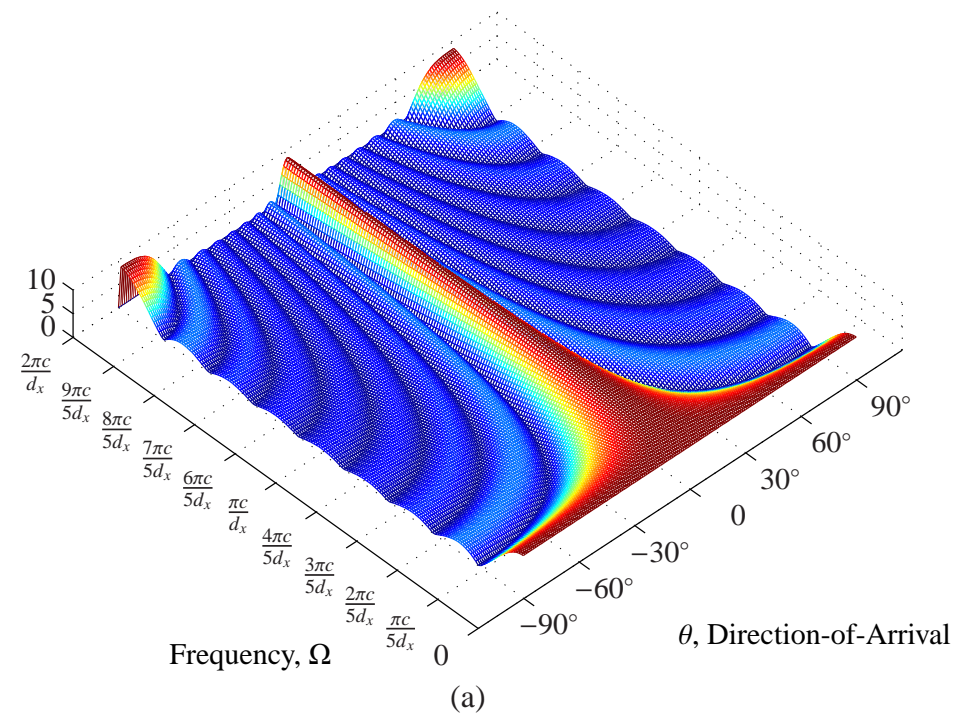 10
5
0
2πc/d_x
9πc/5d_x
8πc/5d_x
7πc/5d_x
6πc/5d_x
πc/d_x
4πc/5d_x
3πc/5d_x
2πc/5d_x
πc/5d_x
0
Frequency, Ω
−90°
−60°
−30°
0
30°
60°
90°
θ, Direction-of-Arrival
(a)